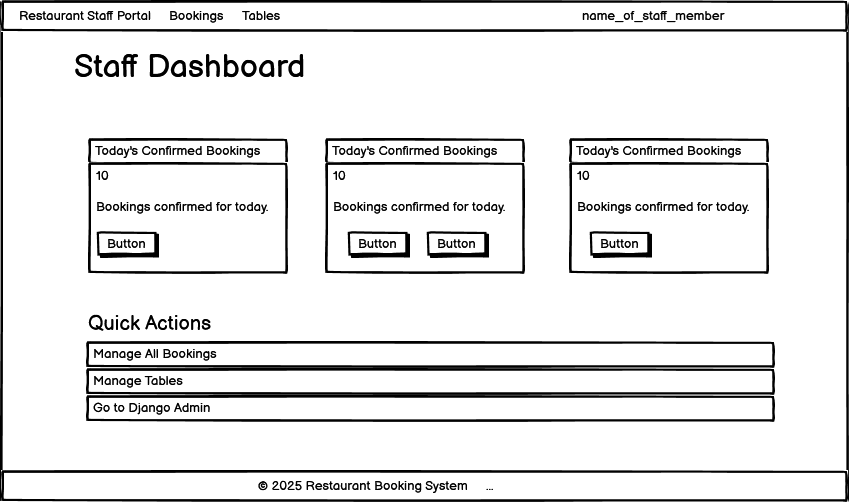 Restaurant Staff Portal Bookings Tables name_of_staff_member
Staff Dashboard
Today's Confirmed Bookings
10
Bookings confirmed for today.
Button
Today's Confirmed Bookings
10
Bookings confirmed for today.
Button Button
Today's Confirmed Bookings
10
Bookings confirmed for today.
Button
Quick Actions
Manage All Bookings
Manage Tables
Go to Django Admin
© 2025 Restaurant Booking System ...